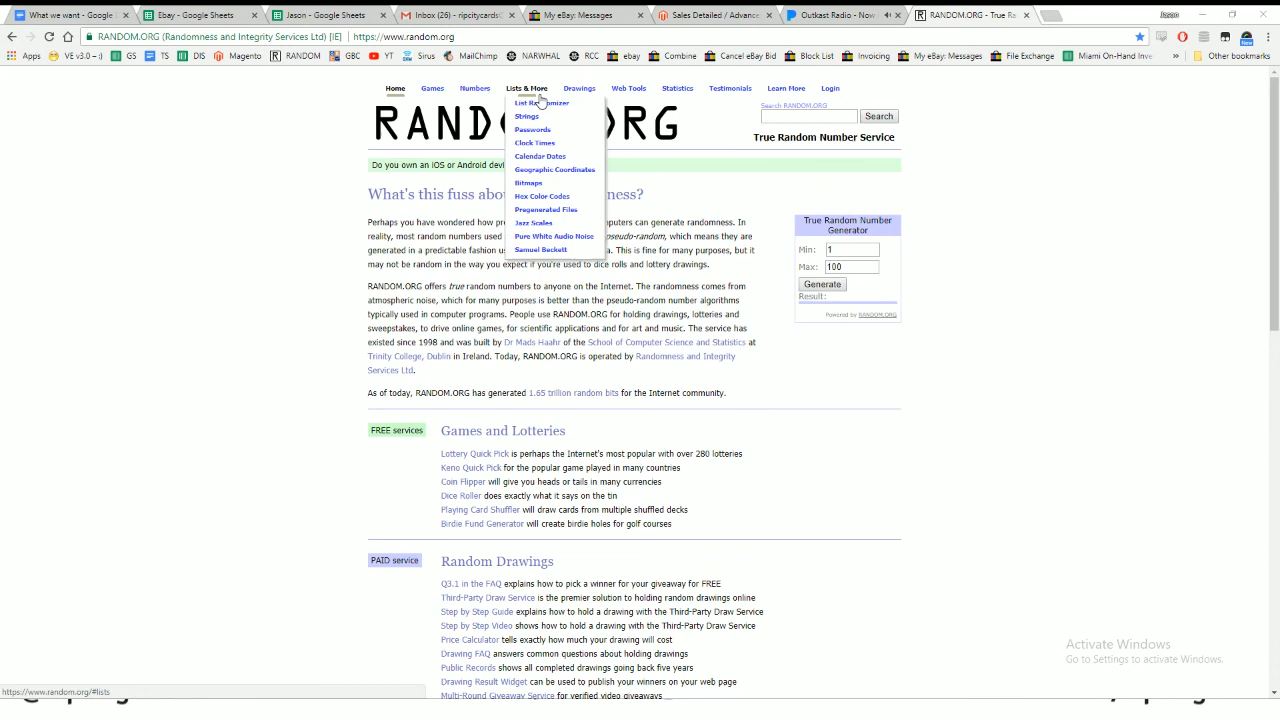 What we want - Google
Ebay - Google Sheets
Jason - Google Sheets
Inbox (26) - ripcitycards
My eBay: Messages
Sales Detailed / Advance
Outkast Radio - Now
RANDOM.ORG - True Ra
Jason
RANDOM.ORG (Randomness and Integrity Services Ltd) [IE] https://www.random.org
Apps VE v3.0 – :) GS TS DIS Magento RANDOM GBC YT Sirus MailChimp NARWHAL RCC ebay Combine Cancel eBay Bid Block List Invoicing My eBay: Messages File Exchange Miami On-Hand » Other bookmarks
Home Games Numbers Lists & More Drawings Web Tools Statistics Testimonials Learn More Login
List Randomizer
Strings
Passwords
Clock Times
Calendar Dates
Geographic Coordinates
Bitmaps
Hex Color Codes
Pregenerated Files
Jazz Scales
Pure White Audio Noise
Samuel Beckett
Search RANDOM.ORG
Search
True Random Number Service
Do you own an iOS or Android
What's this fuss
Perhaps you have wondered how computers can generate randomness. In
reality, most random numbers used pseudo-random, which means they are
generated in a predictable fashion This is fine for many purposes, but it
may not be random in the way you expect if you're used to dice rolls and lottery drawings.
RANDOM.ORG offers true random numbers to anyone on the Internet. The randomness comes from
atmospheric noise, which for many purposes is better than the pseudo-random number algorithms
typically used in computer programs. People use RANDOM.ORG for holding drawings, lotteries and
sweepstakes, to drive online games, for scientific applications and for art and music. The service has
existed since 1998 and was built by Dr Mads Haahr of the School of Computer Science and Statistics at
Trinity College, Dublin in Ireland. Today, RANDOM.ORG is operated by Randomness and Integrity
Services Ltd.
As of today, RANDOM.ORG has generated 1.65 trillion random bits for the Internet community.
True Random Number
Generator
Min: 1
Max: 100
Generate
Result:
Powered by RANDOM.ORG
FREE services
Games and Lotteries
Lottery Quick Pick is perhaps the Internet's most popular with over 280 lotteries
Keno Quick Pick for the popular game played in many countries
Coin Flipper will give you heads or tails in many currencies
Dice Roller does exactly what it says on the tin
Playing Card Shuffler will draw cards from multiple shuffled decks
Birdie Fund Generator will create birdie holes for golf courses
PAID service
Random Drawings
Q3.1 in the FAQ explains how to pick a winner for your giveaway for FREE
Third-Party Draw Service is the premier solution to holding random drawings online
Step by Step Guide explains how to hold a drawing with the Third-Party Draw Service
Step by Step Video shows how to hold a drawing with the Third-Party Draw Service
Price Calculator tells exactly how much your drawing will cost
Drawing FAQ answers common questions about holding drawings
Public Records shows all completed drawings going back five years
Drawing Result Widget can be used to publish your winners on your web page
Multi-Round Giveaway Service for verified video giveaways
Activate Windows
Go to Settings to activate Windows.
https://www.random.org/#lists